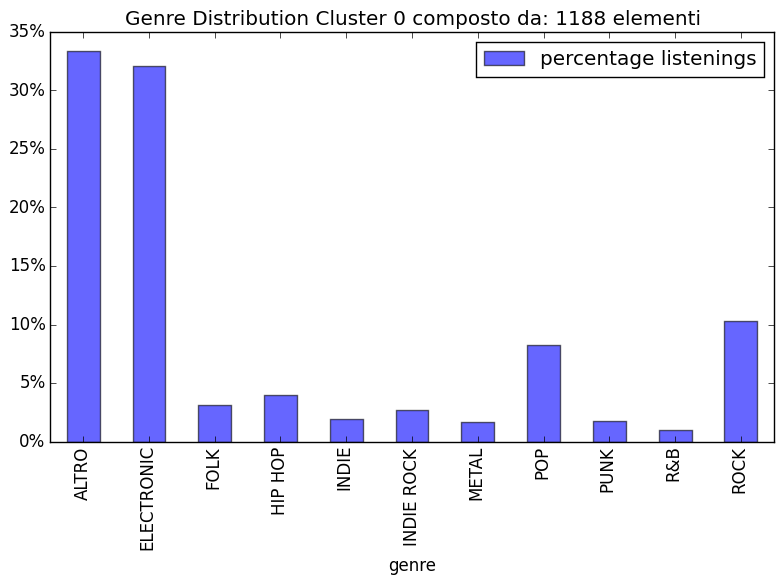 Genre Distribution Cluster 0 composto da: 1188 elementi
percentage listenings
35%
30%
25%
20%
15%
10%
5%
0%
ALTRO
ELECTRONIC
FOLK
HIP HOP
INDIE
INDIE ROCK
METAL
POP
PUNK
R&B
ROCK
genre